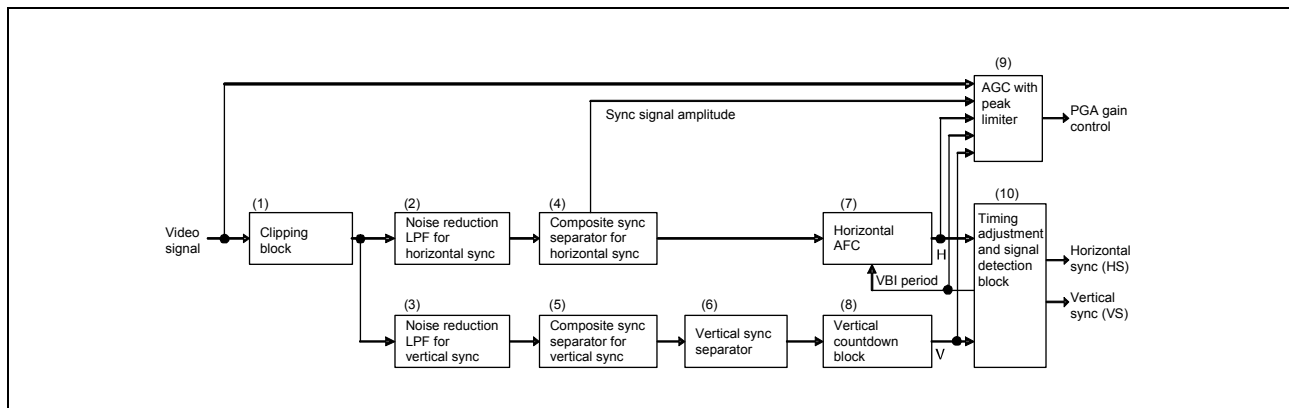 (9)
AGC with
peak
limiter
PGA gain
control
Sync signal amplitude
(1)
(2)
(4)
(7)
(10)
Video
signal
Clipping
block
Noise reduction
LPF for
horizontal sync
Composite sync
separator for
horizontal sync
Horizontal
AFC
H
Timing
adjustment
and signal
detection
block
Horizontal
sync (HS)
VBI period
Vertical
sync (VS)
(3)
(5)
(6)
(8)
Noise reduction
LPF for
vertical sync
Composite sync
separator for
vertical sync
Vertical sync
separator
Vertical
countdown
block
V